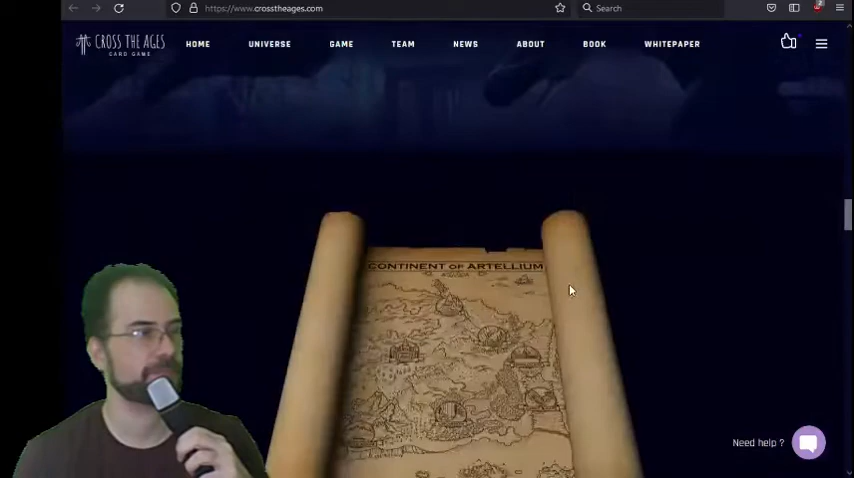 https://www.crosstheages.com
Search
2
CROSS THE AGES
CARD GAME
HOME
UNIVERSE
GAME
TEAM
NEWS
ABOUT
BOOK
WHITEPAPER
CONTINENT OF ARTELLIUM
Need help ?